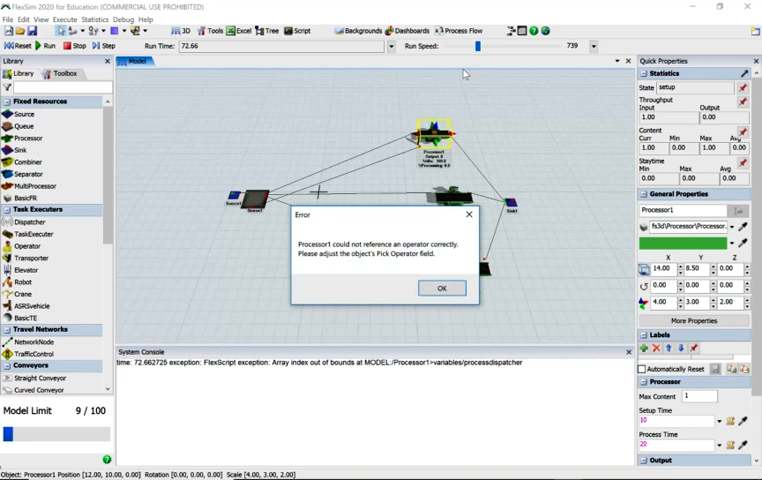 FlexSim 2020 for Education (COMMERCIAL USE PROHIBITED)
File Edit View Execute Statistics Debug Help
3D Tools Excel Tree Script Backgrounds Dashboards Process Flow
Reset Run Stop Step Run Time: 72.66 Run Speed: 739
Library
Library Toolbox
Fixed Resources
Source
Queue
Processor
Sink
Combiner
Separator
MultiProcessor
BasicFR
Task Executers
Dispatcher
TaskExecuter
Operator
Transporter
Elevator
Robot
Crane
ASRSvehicle
BasicTE
Travel Networks
NetworkNode
TrafficControl
Conveyors
Straight Conveyor
Curved Conveyor
Model Limit 9 / 100
Model
Processor1
Output: 0
Sink1
Error
Processor1 could not reference an operator correctly.
Please adjust the object's Pick Operator field.
OK
System Console
time: 72.662725 exception: FlexScript exception: Array index out of bounds at MODEL:/Processor1>variables/processdispatcher
Quick Properties
Statistics
State setup
Throughput
Input Output
1.00 0.00
Content
Curr Min Max Avg
1.00 0.00 1.00 0.00
Staytime
Min Max Avg
0.00 0.00 0.00
General Properties
Processor1
fs3d\Processor\Processor.
X Y Z
14.00 8.50 0.00
0.00 0.00 0.00
4.00 3.00 2.00
More Properties
Labels
Automatically Reset
Processor
Max Content 1
Setup Time
10
Process Time
20
Output
Object: Processor1 Position [12.00, 10.00, 0.00] Rotation [0.00, 0.00, 0.00] Scale [4.00, 3.00, 2.00]